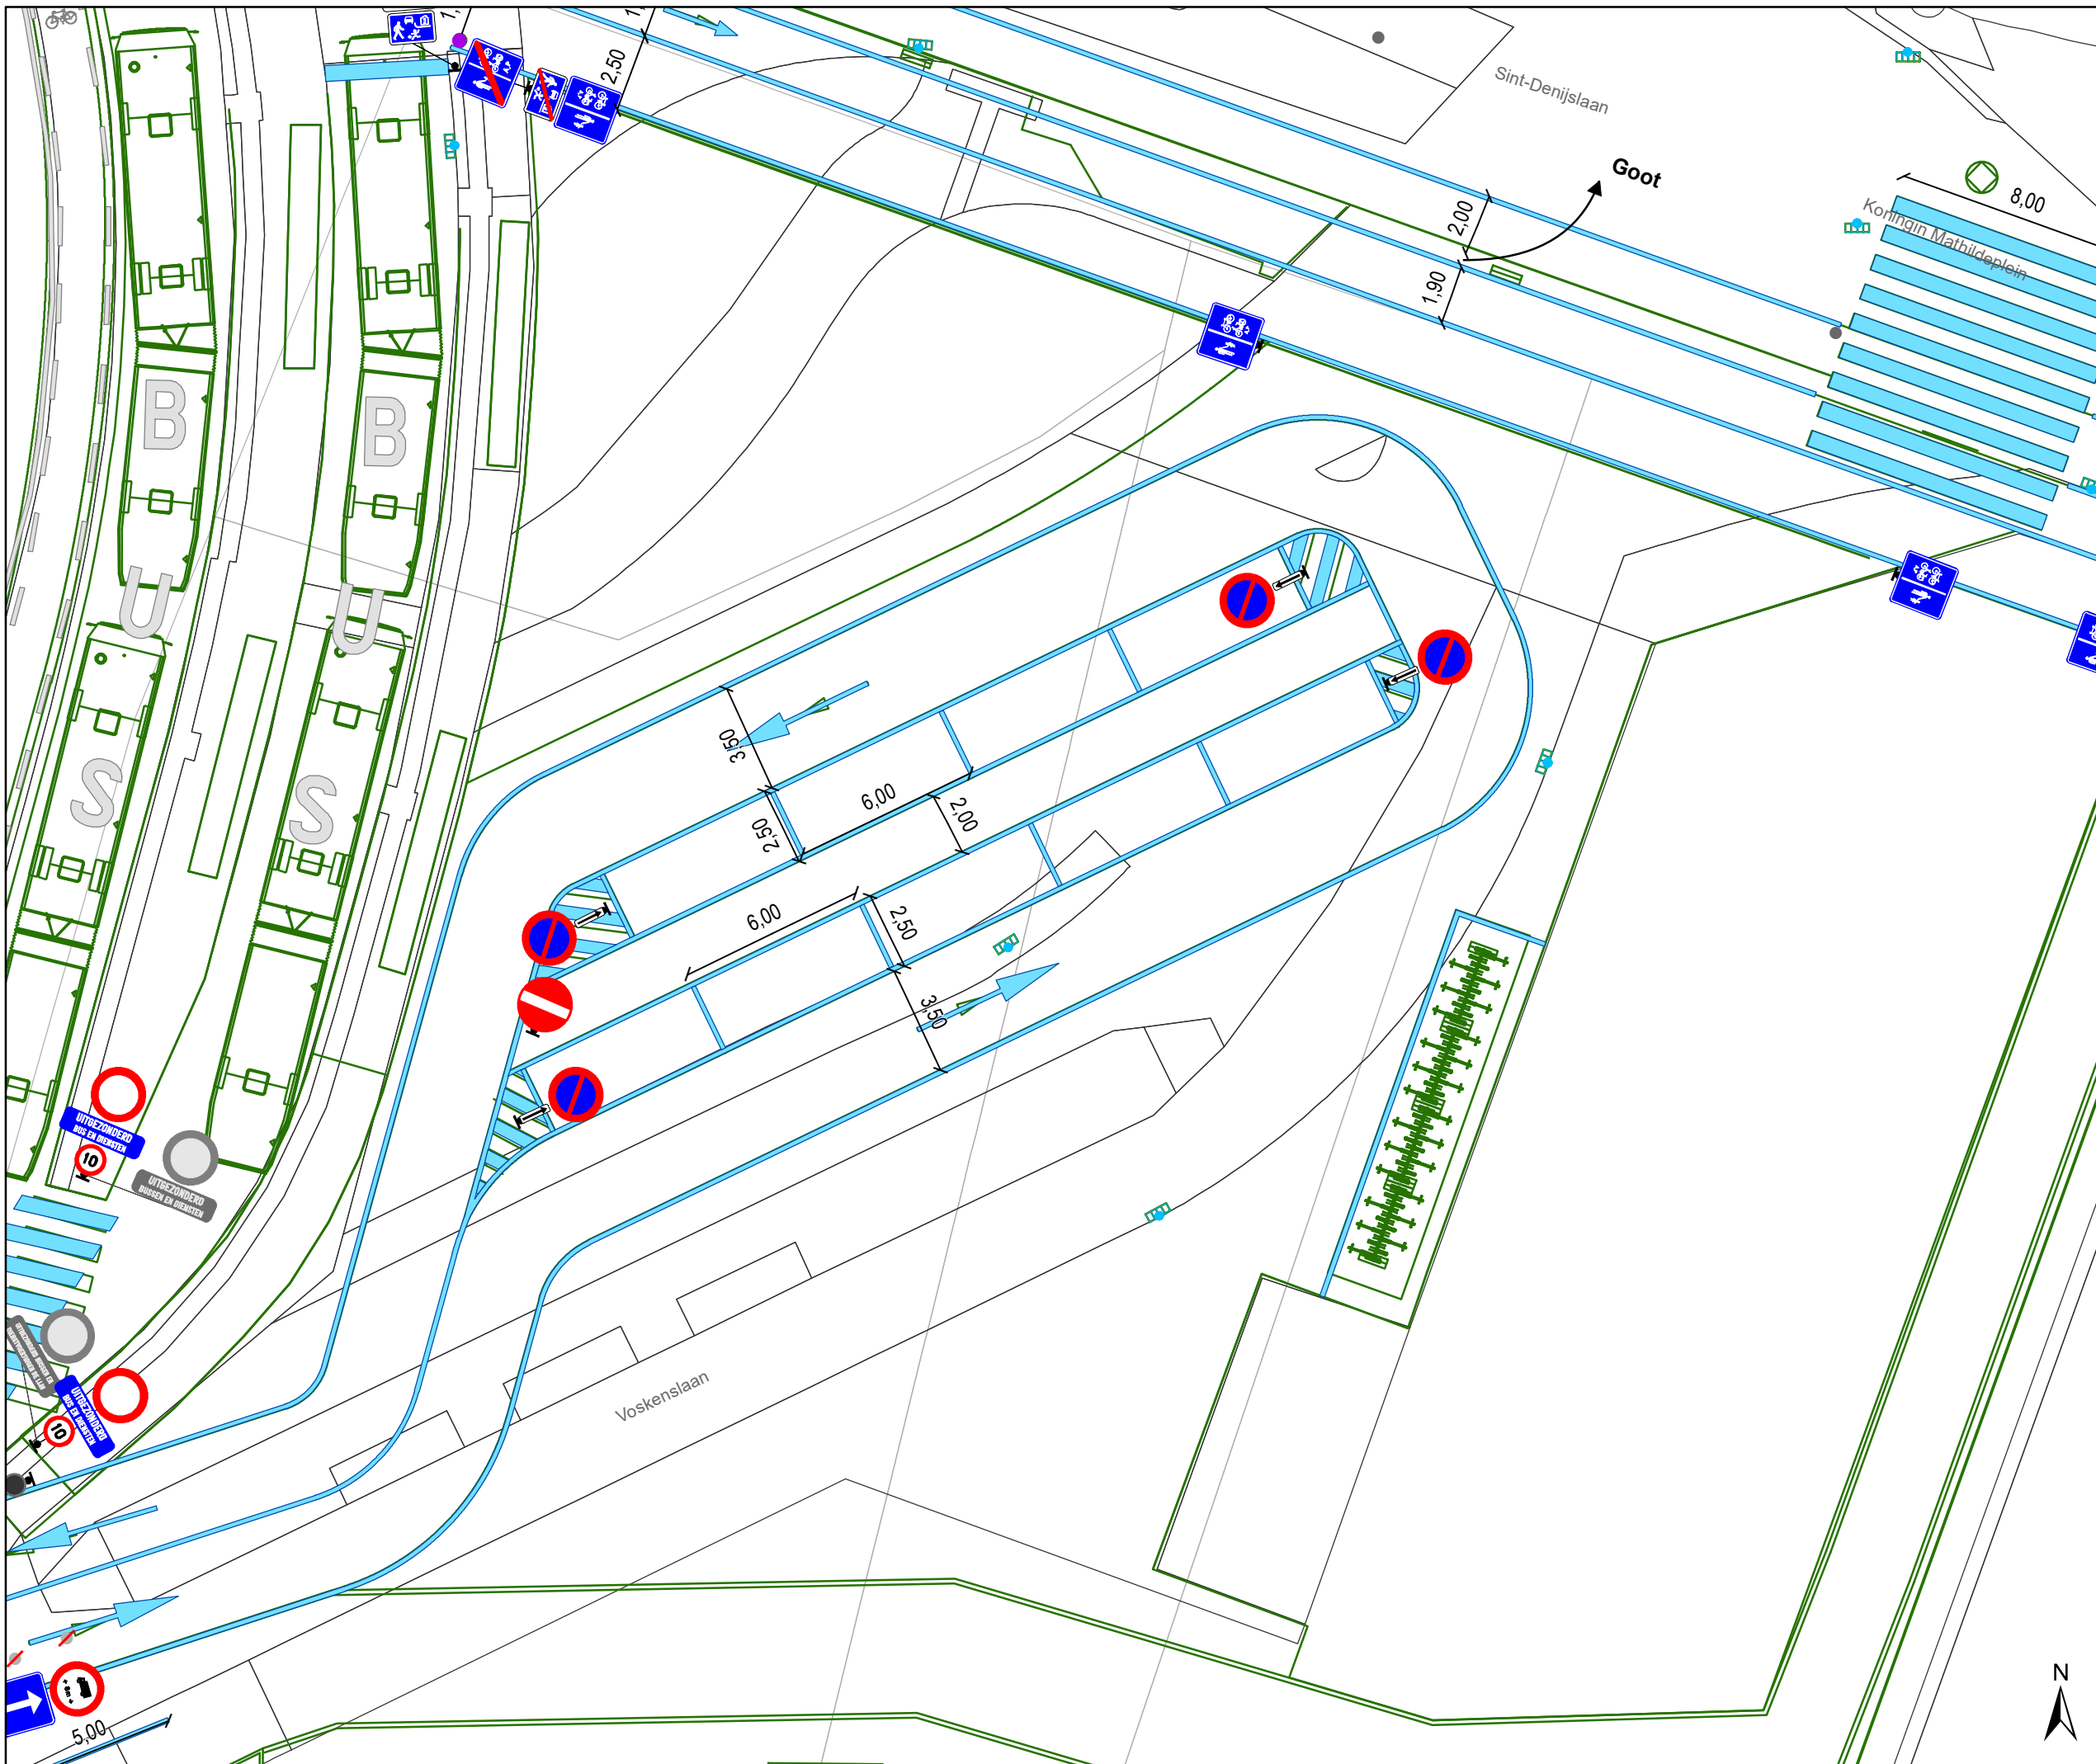 2,50
Sint-Denijslaan
Goot
2,00
1,90
8,00
Koningin Mathildeplein
B
U
S
B
U
S
3,50
2,50
6,00
2,00
6,00
2,50
3,50
UITGEZONDERD
BUS EN DIENSTEN
10
UITGEZONDERD
BUSSEN EN DIENSTEN
UITGEZONDERD
BUS EN DIENSTEN
10
Voskenslaan
5,00
N